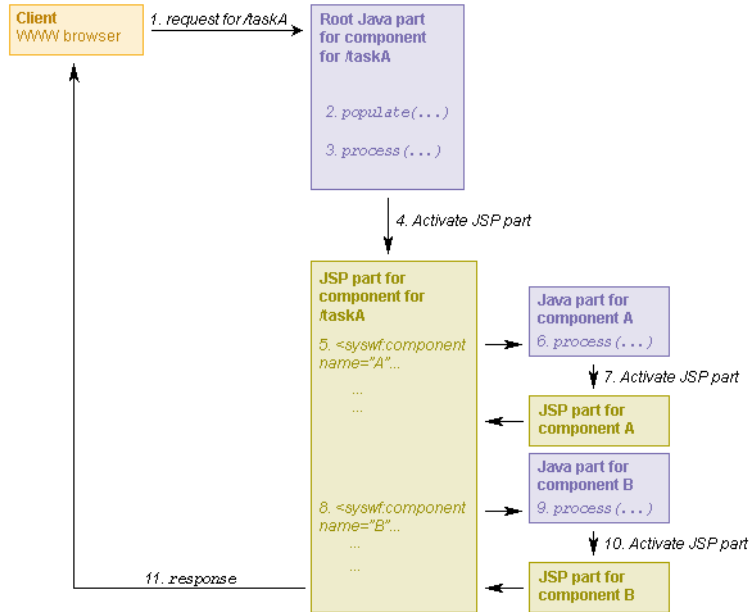 Client
WWW browser
1. request for /taskA
Root Java part
for component
for /taskA
2. populate(...)
3. process(...)
4. Activate JSP part
JSP part for
component for
/taskA
5. <syswf:component
name="A"...
...
...
Java part for
component A
6. process(...)
7. Activate JSP part
JSP part for
component A
8. <syswf:component
name="B"...
...
...
Java part for
component B
9. process(...)
10. Activate JSP part
JSP part for
component B
11. response